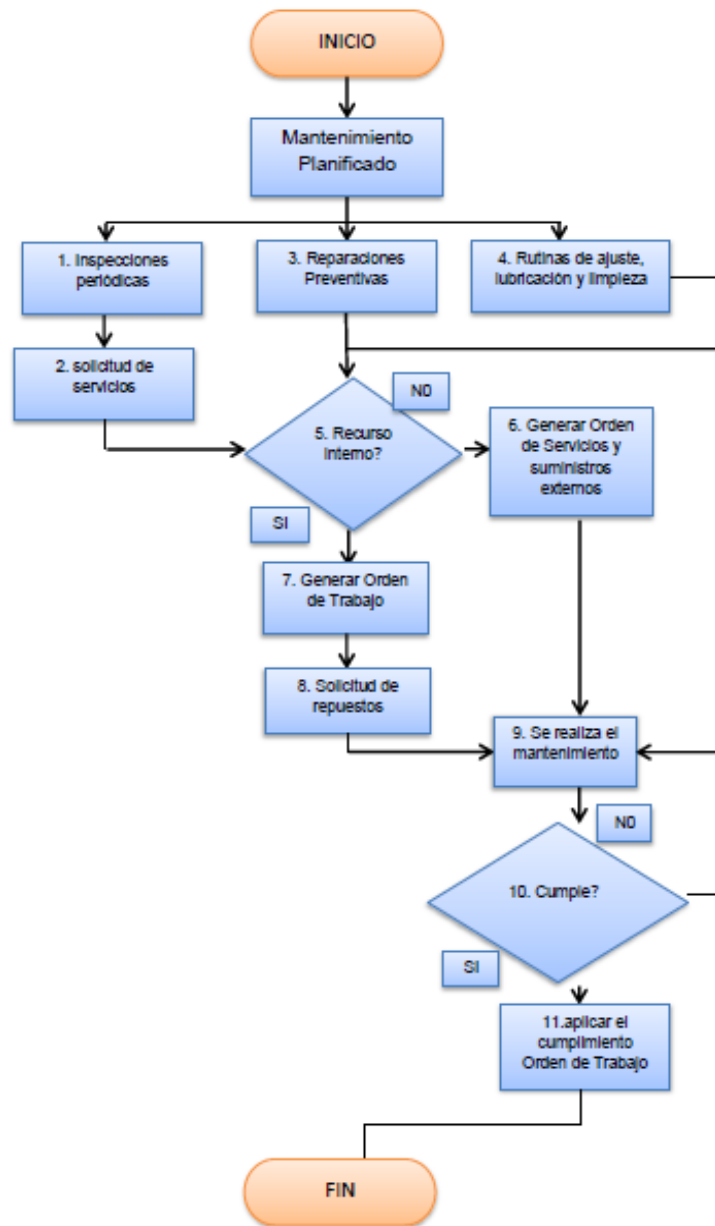 INICIO
Mantenimiento
Planificado
1. Inspecciones
periódicas
3. Reparaciones
Preventivas
4. Rutinas de ajuste,
lubricación y limpieza
2. solicitud de
servicios
N0
5. Recurso
Interno?
6. Generar Orden
de Servicios y
suministros
externos
SI
7. Generar Orden
de Trabajo
8. Solicitud de
repuestos
9. Se realiza el
mantenimiento
N0
10. Cumple?
SI
11.aplicar el
cumplimiento
Orden de Trabajo
FIN